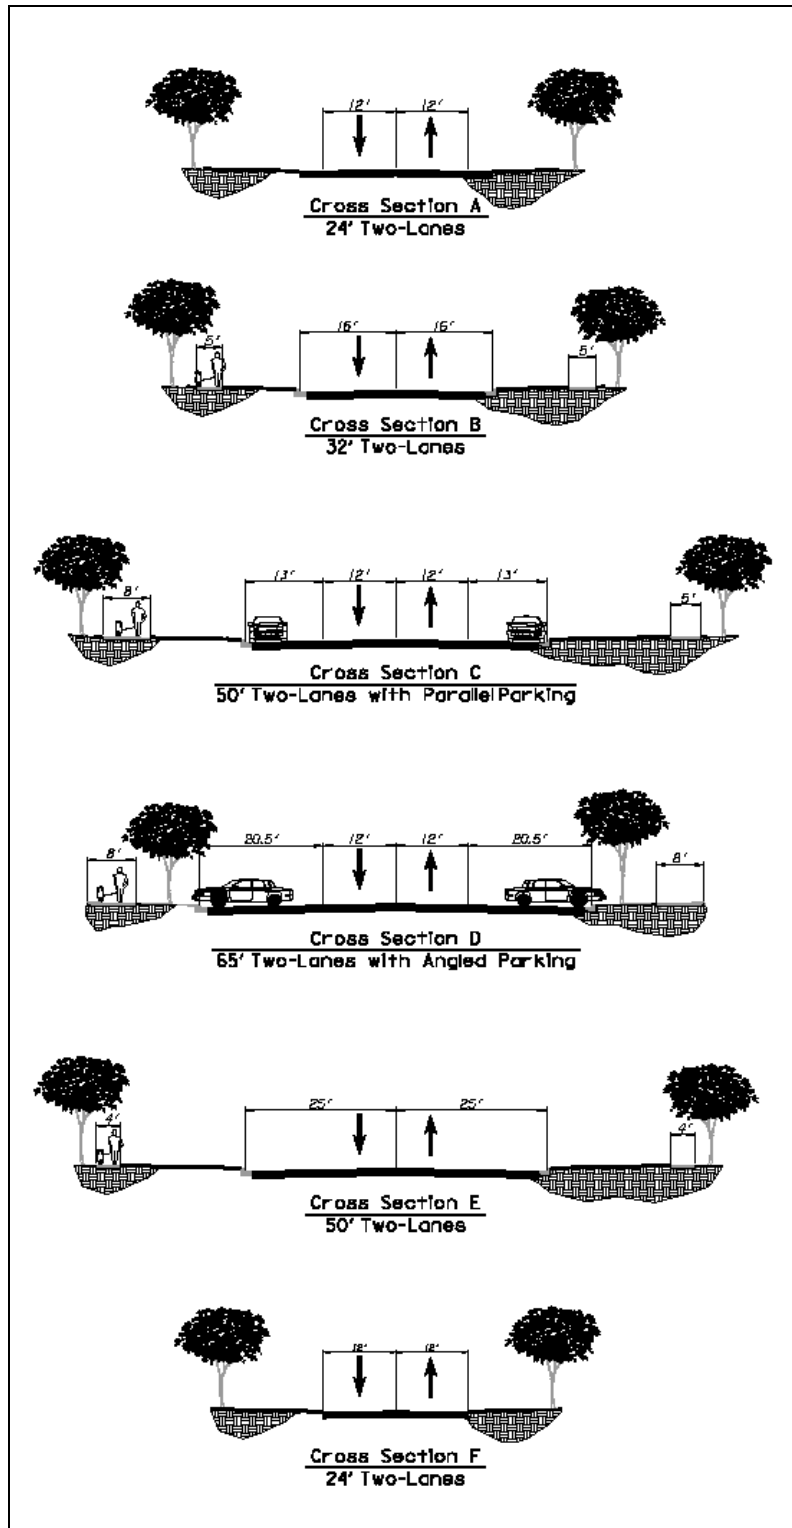 12' 12'
Cross Section A
24' Two-Lanes
5' 16' 16' 5'
Cross Section B
32' Two-Lanes
8' 13' 12' 12' 13' 5'
Cross Section C
50' Two-Lanes with Parallel Parking
8' 20.5' 12' 12' 20.5' 8'
Cross Section D
65' Two-Lanes with Angled Parking
4' 25' 25' 4'
Cross Section E
50' Two-Lanes
12' 12'
Cross Section F
24' Two-Lanes